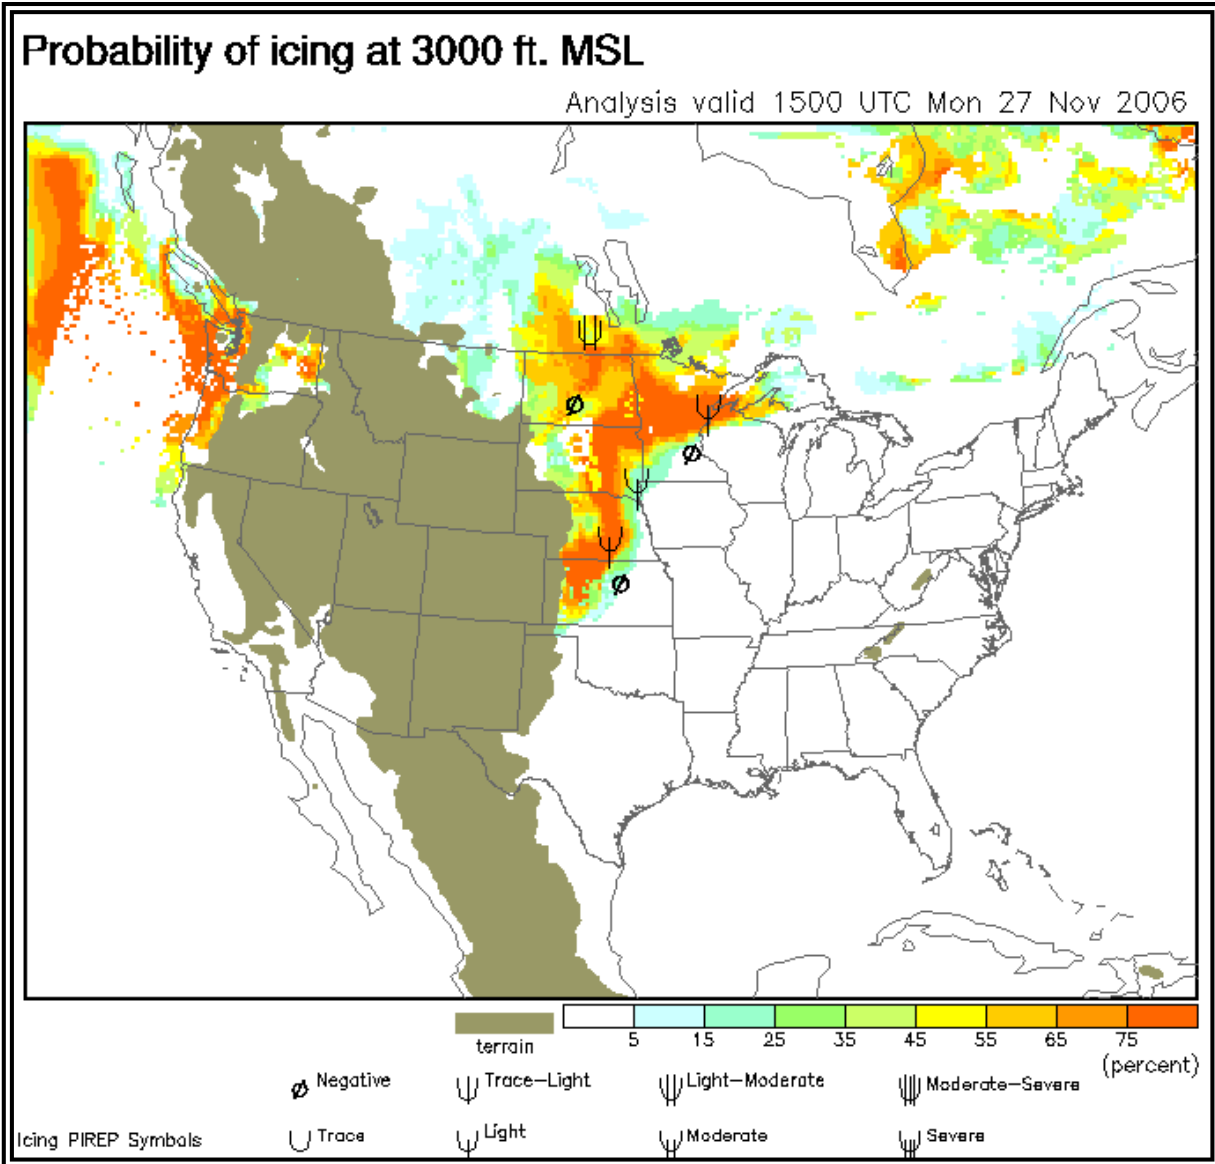 Probability of icing at 3000 ft. MSL
Analysis valid 1500 UTC Mon 27 Nov 2006
terrain
5 15 25 35 45 55 65 75
(percent)
Negative Trace-Light Light-Moderate Moderate-Severe
Icing PIREP Symbols Trace Light Moderate Severe